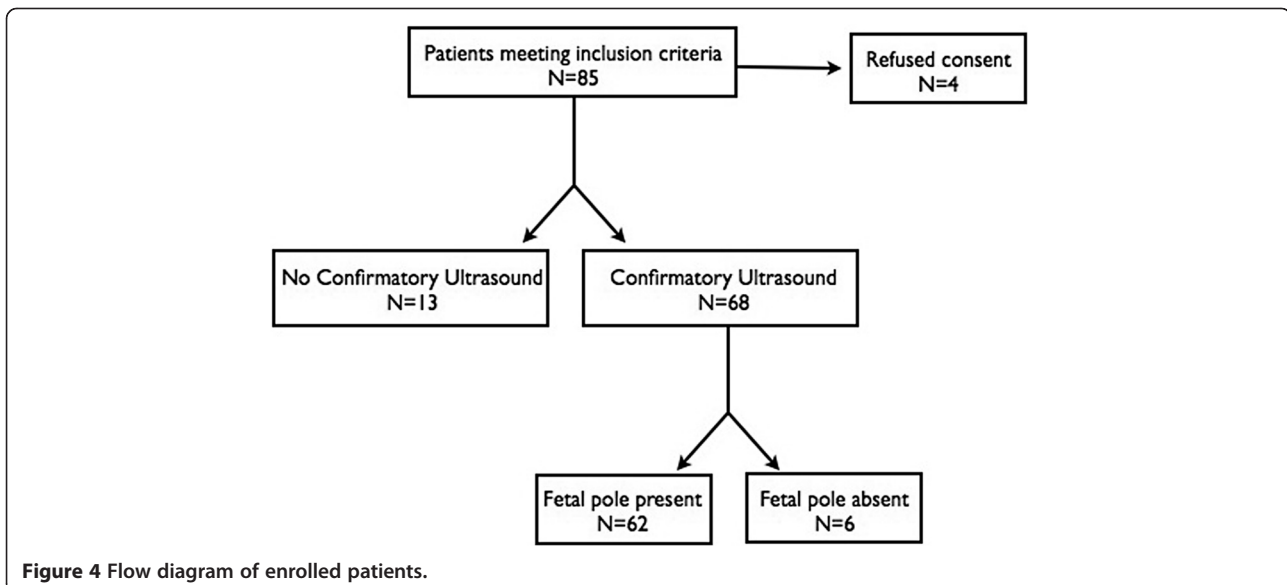 Patients meeting inclusion criteria
N=85
Refused consent
N=4
No Confirmatory Ultrasound
N=13
Confirmatory Ultrasound
N=68
Fetal pole present
N=62
Fetal pole absent
N=6
Figure 4 Flow diagram of enrolled patients.